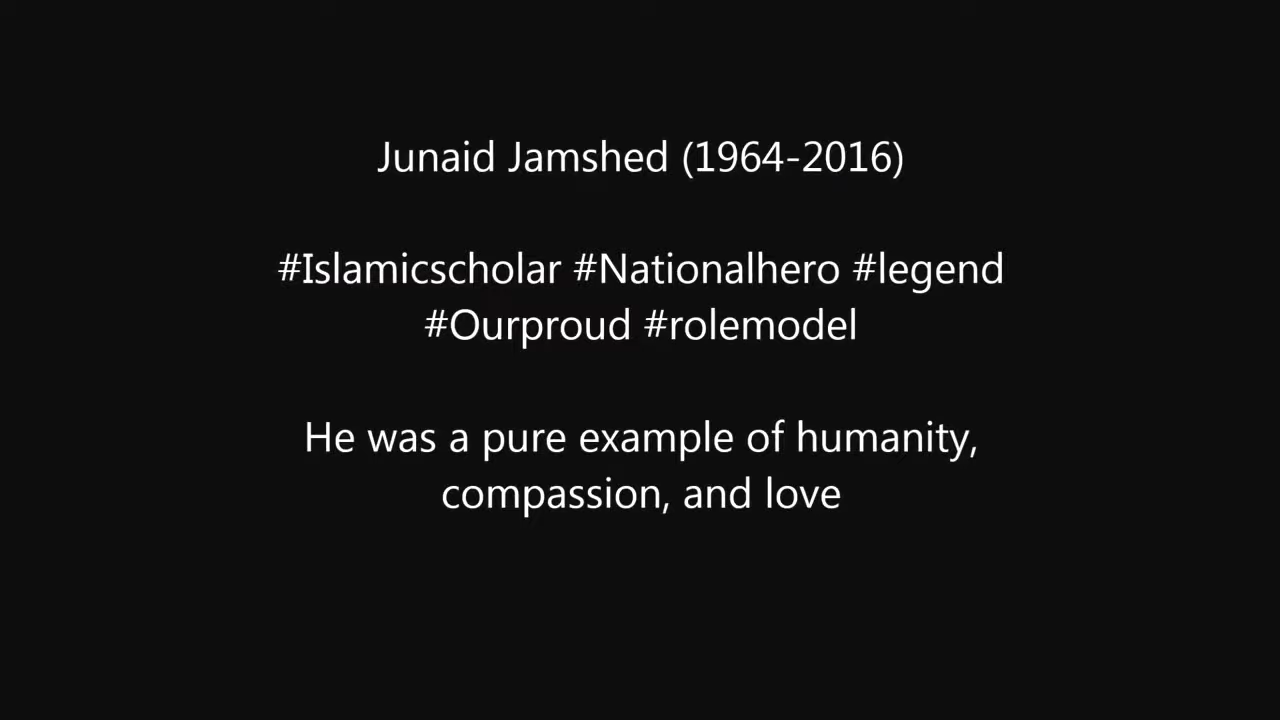 Junaid Jamshed (1964-2016)
#Islamicscholar #Nationalhero #legend
#Ourproud #rolemodel
He was a pure example of humanity,
compassion, and love